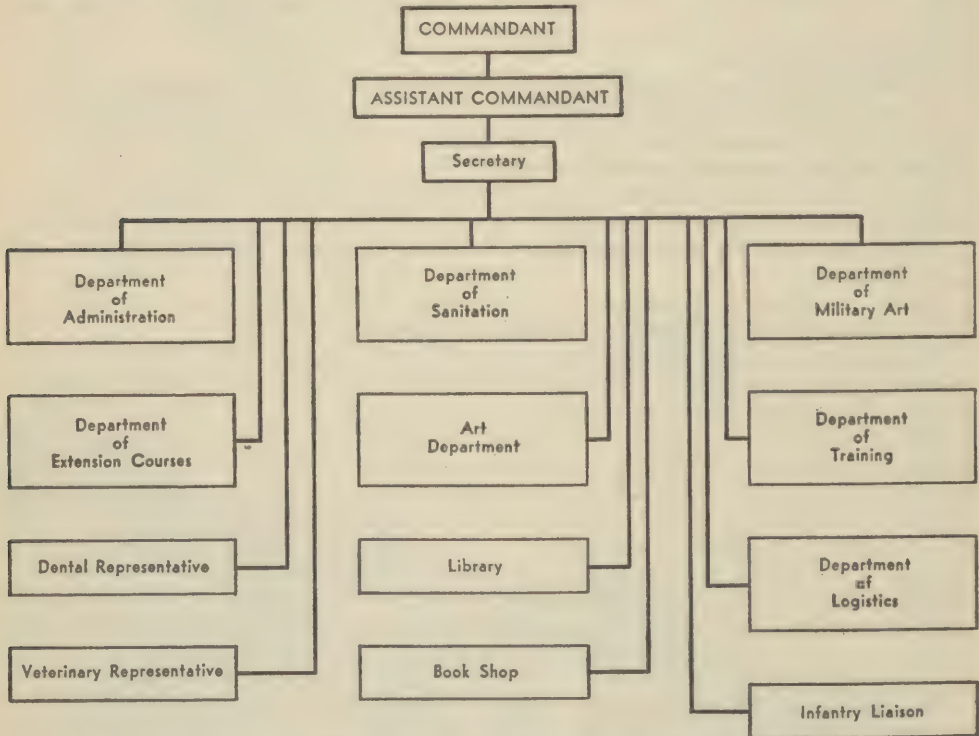 COMMANDANT
ASSISTANT COMMANDANT
Secretary
Department
of
Administration
Department
of
Sanitation
Department
of
Military Art
Department
of
Extension Courses
Art
Department
Department
of
Training
Dental Representative
Library
Department
of
Logistics
Veterinary Representative
Book Shop
Infantry Liaison